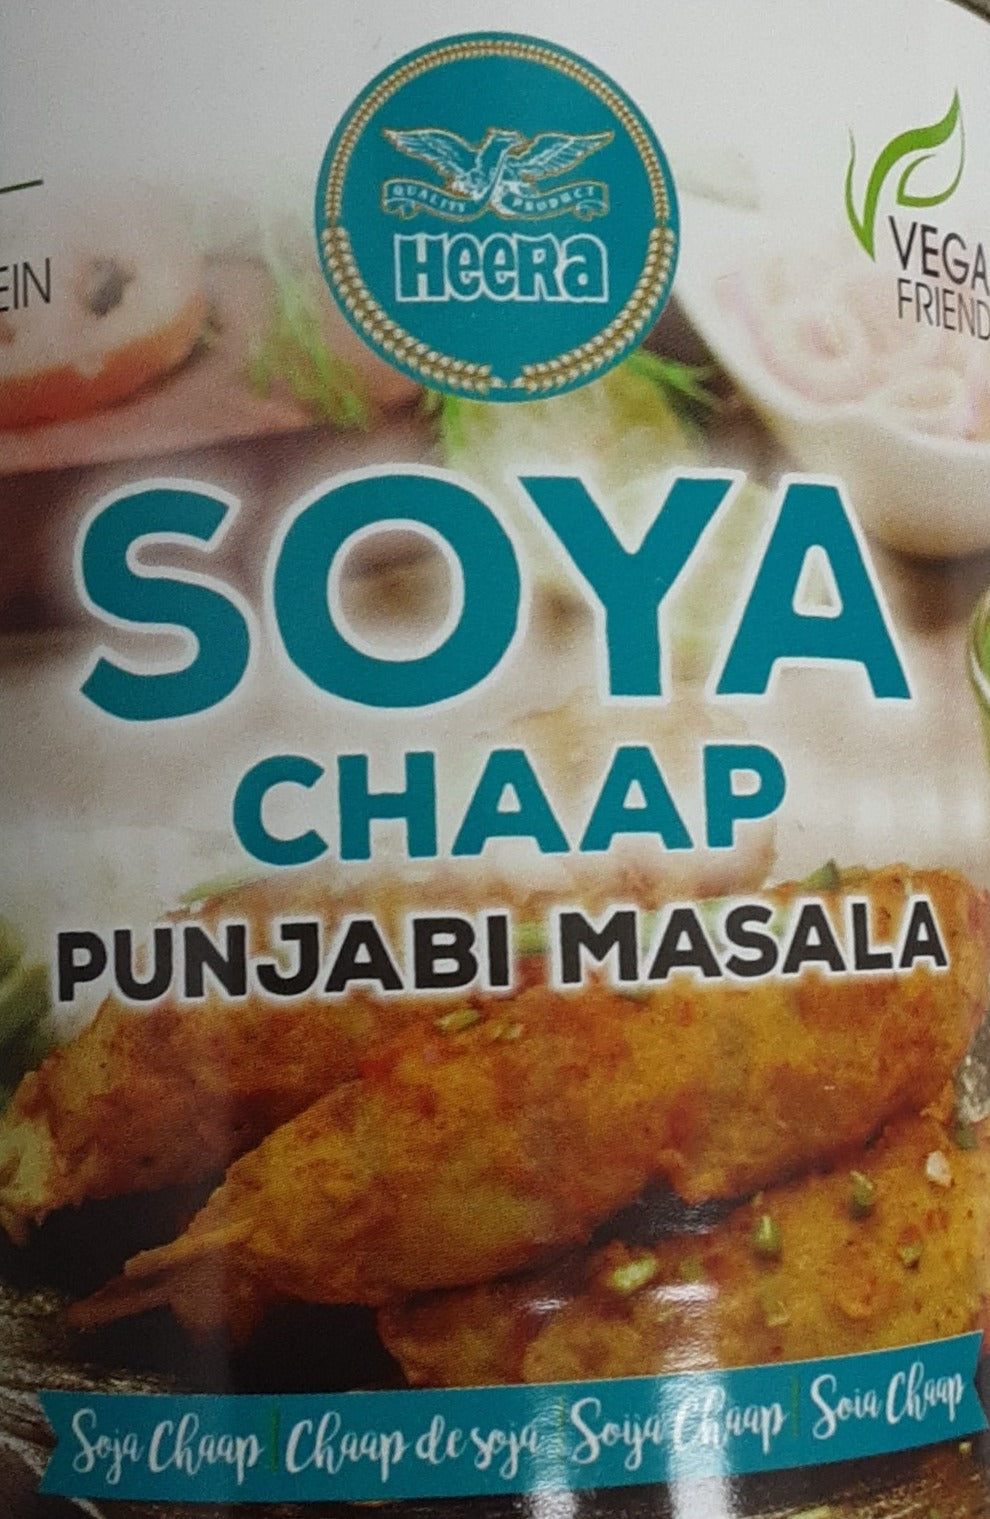 QUALITY PRODUCT
HEERA
EIN
VEGA
FRIEND
SOYA
CHAAP
PUNJABI MASALA
Soja Chaap | Chaap de soja | Soija Chaap | Soia Chaap